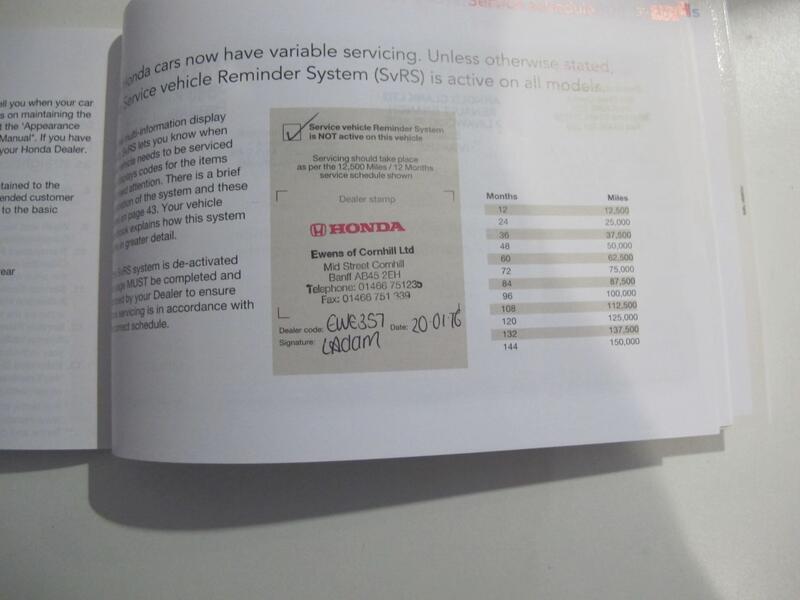 ell you when your car
s on maintaining the
t the 'Appearance
Manual". If you have
your Honda Dealer.
tained to the
ended customer
to the basic
ear
Service schedule
ls
onda cars now have variable servicing. Unless otherwise stated,
Service vehicle Reminder System (SvRS) is active on all models.
multi-information display
SvRS lets you know when
needs to be serviced
codes for the items
attention. There is a brief
of the system and these
on page 43. Your vehicle
explains how this system
in greater detail.
SvRS system is de-activated
MUST be completed and
by your Dealer to ensure
servicing is in accordance with
schedule.
Service vehicle Reminder System
is NOT active on this vehicle
Servicing should take place
as per the 12,500 Miles / 12 Months
service schedule shown
Dealer stamp
HONDA
Ewens of Cornhill Ltd
Mid Street Cornhill
Banff AB45 2EH
Telephone: 01466 751235
Fax: 01466 751 339
Dealer code: EWE357 Date: 20-01-16
Signature: LAdam
Months Miles
12 12,500
24 25,000
36 37,500
48 50,000
60 62,500
72 75,000
84 87,500
96 100,000
108 112,500
120 125,000
132 137,500
144 150,000